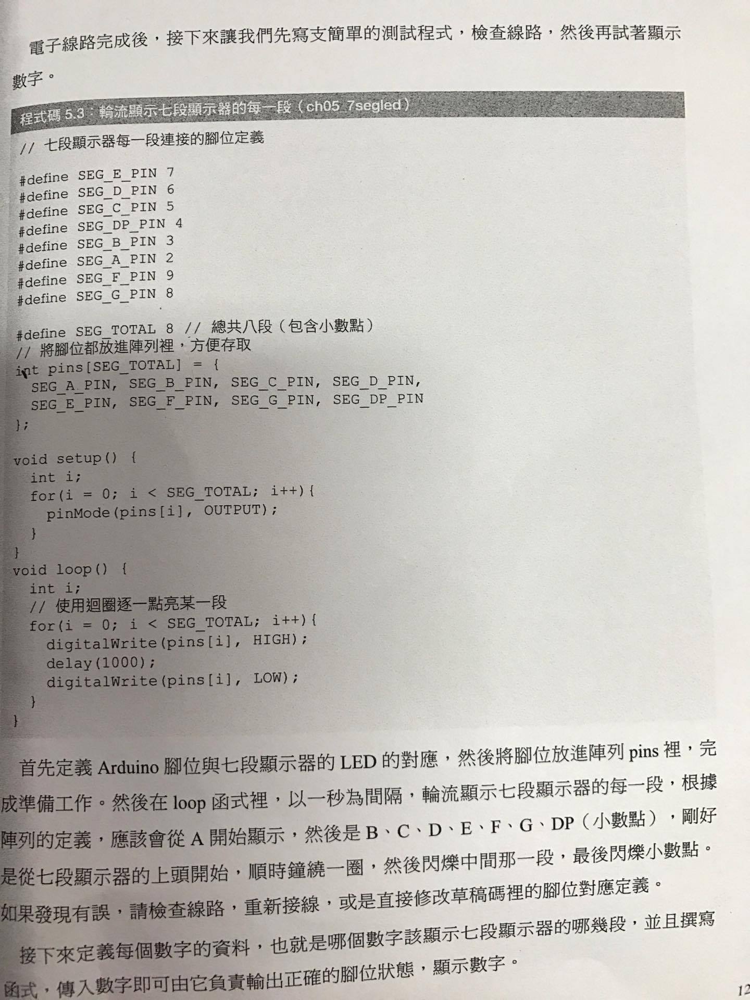 電子線路完成後，接下來讓我們先寫支簡單的測試程式，檢查線路，然後再試著顯示
數字。
程式碼 5.3：輪流顯示七段顯示器的每一段（ch05_7segled）
// 七段顯示器每一段連接的腳位定義
#define SEG_E_PIN 7
#define SEG_D_PIN 6
#define SEG_C_PIN 5
#define SEG_DP_PIN 4
#define SEG_B_PIN 3
#define SEG_A_PIN 2
#define SEG_F_PIN 9
#define SEG_G_PIN 8
#define SEG_TOTAL 8 // 總共八段（包含小數點）
// 將腳位都放進陣列裡，方便存取
int pins[SEG_TOTAL] = {
  SEG_A_PIN, SEG_B_PIN, SEG_C_PIN, SEG_D_PIN,
  SEG_E_PIN, SEG_F_PIN, SEG_G_PIN, SEG_DP_PIN
};
void setup() {
  int i;
  for(i = 0; i < SEG_TOTAL; i++){
    pinMode(pins[i], OUTPUT);
  }
}
void loop() {
  int i;
  // 使用迴圈逐一點亮某一段
  for(i = 0; i < SEG_TOTAL; i++){
    digitalWrite(pins[i], HIGH);
    delay(1000);
    digitalWrite(pins[i], LOW);
  }
}
首先定義 Arduino 腳位與七段顯示器的 LED 的對應，然後將腳位放進陣列 pins 裡，完
成準備工作。然後在 loop 函式裡，以一秒為間隔，輪流顯示七段顯示器的每一段，根據
陣列的定義，應該會從 A 開始顯示，然後是 B、C、D、E、F、G、DP（小數點），剛好
是從七段顯示器的上頭開始，順時鐘繞一圈，然後閃爍中間那一段，最後閃爍小數點。
如果發現有誤，請檢查線路，重新接線，或是直接修改草稿碼裡的腳位對應定義。
接下來定義每個數字的資料，也就是哪個數字該顯示七段顯示器的哪幾段，並且撰寫
函式，傳入數字即可由它負責輸出正確的腳位狀態，顯示數字。